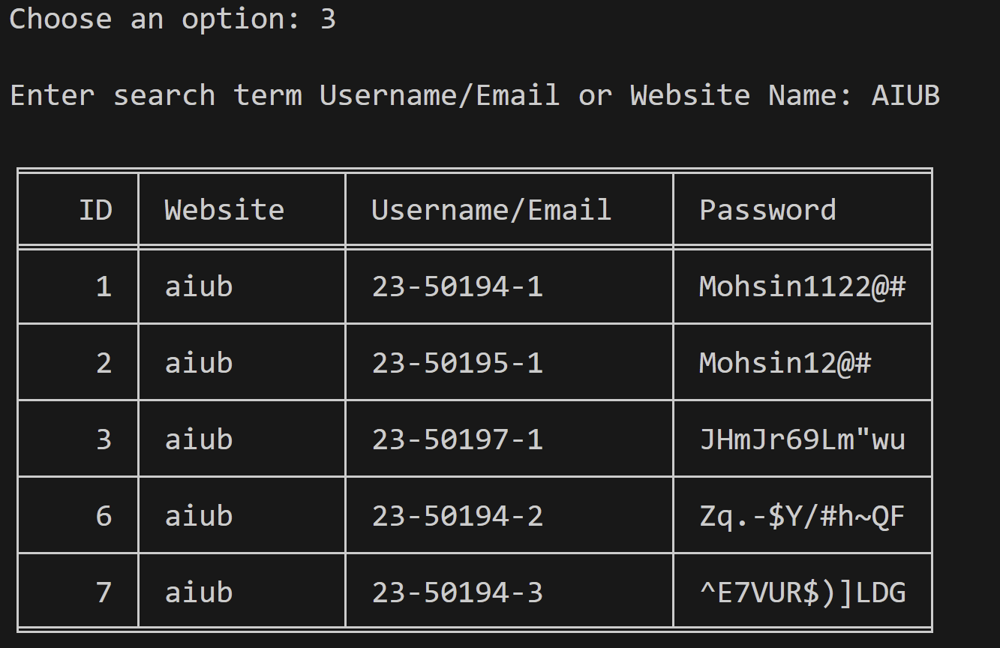 Choose an option: 3
Enter search term Username/Email or Website Name: AIUB
ID Website Username/Email Password
1 aiub 23-50194-1 Mohsin1122@#
2 aiub 23-50195-1 Mohsin12@#
3 aiub 23-50197-1 JHmJr69Lm"wu
6 aiub 23-50194-2 Zq.-$Y/#h~QF
7 aiub 23-50194-3 ^E7VUR$)]LDG